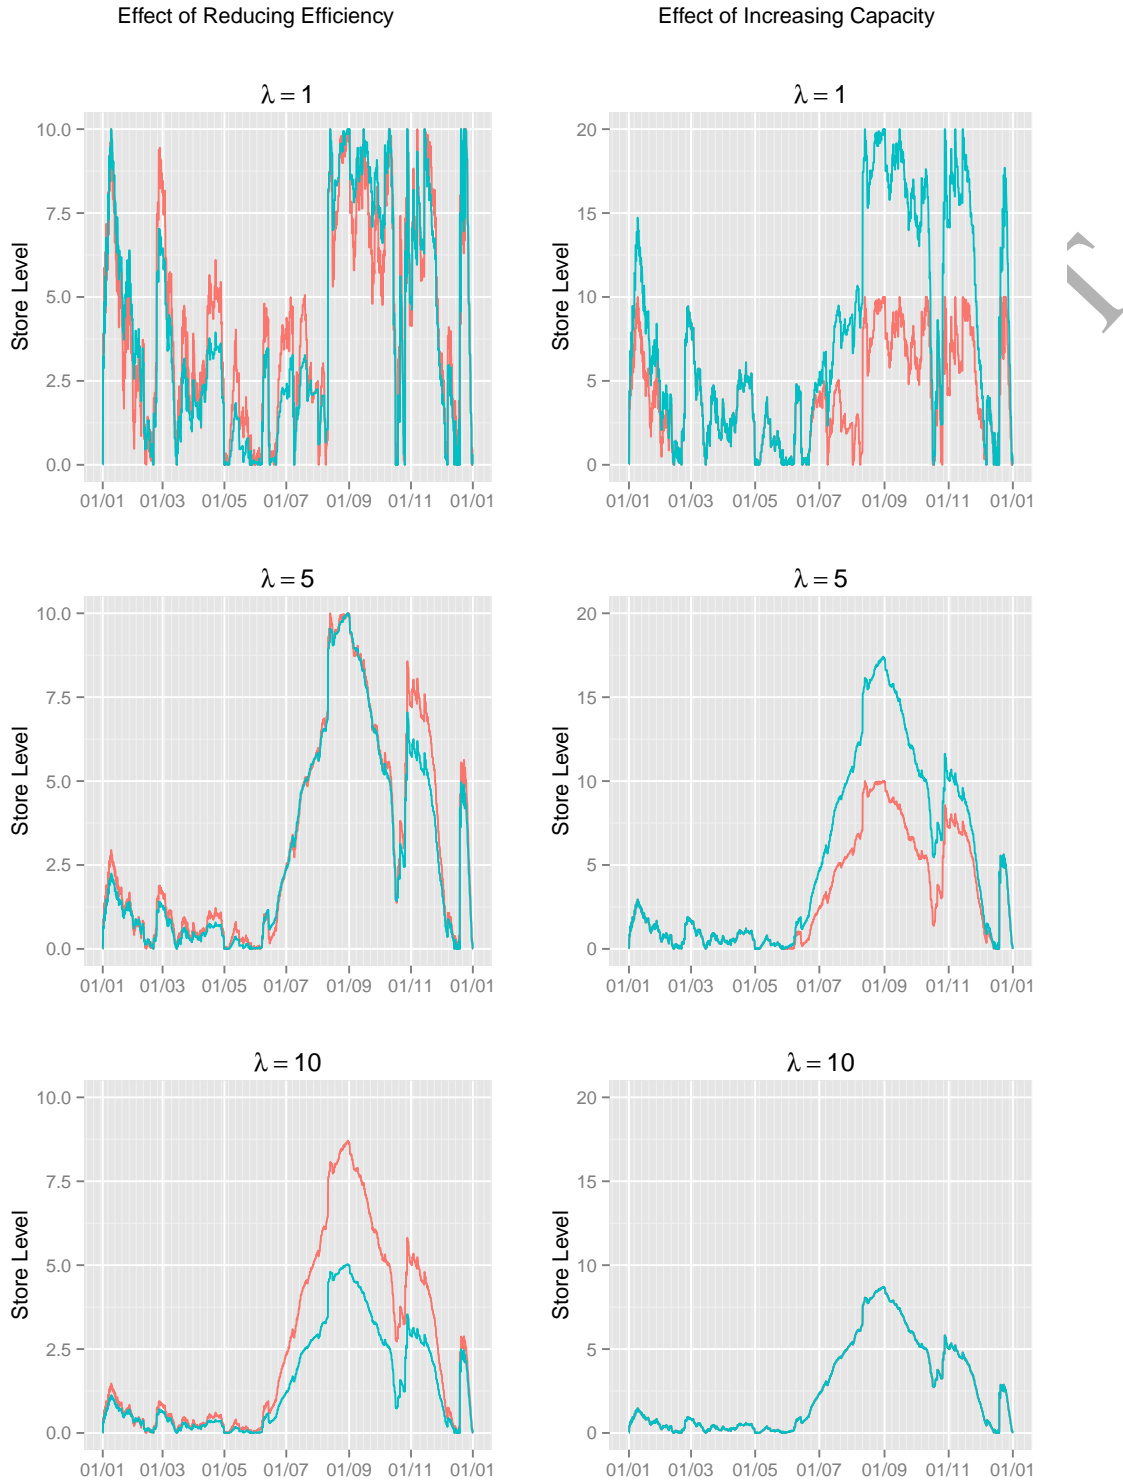 Effect of Reducing Efficiency
Effect of Increasing Capacity
λ = 1
Store Level
10.0
7.5
5.0
2.5
0.0
01/01 01/03 01/05 01/07 01/09 01/11 01/01
λ = 1
Store Level
20
15
10
5
0
01/01 01/03 01/05 01/07 01/09 01/11 01/01
λ = 5
Store Level
10.0
7.5
5.0
2.5
0.0
01/01 01/03 01/05 01/07 01/09 01/11 01/01
λ = 5
Store Level
20
15
10
5
0
01/01 01/03 01/05 01/07 01/09 01/11 01/01
λ = 10
Store Level
10.0
7.5
5.0
2.5
0.0
01/01 01/03 01/05 01/07 01/09 01/11 01/01
λ = 10
Store Level
20
15
10
5
0
01/01 01/03 01/05 01/07 01/09 01/11 01/01